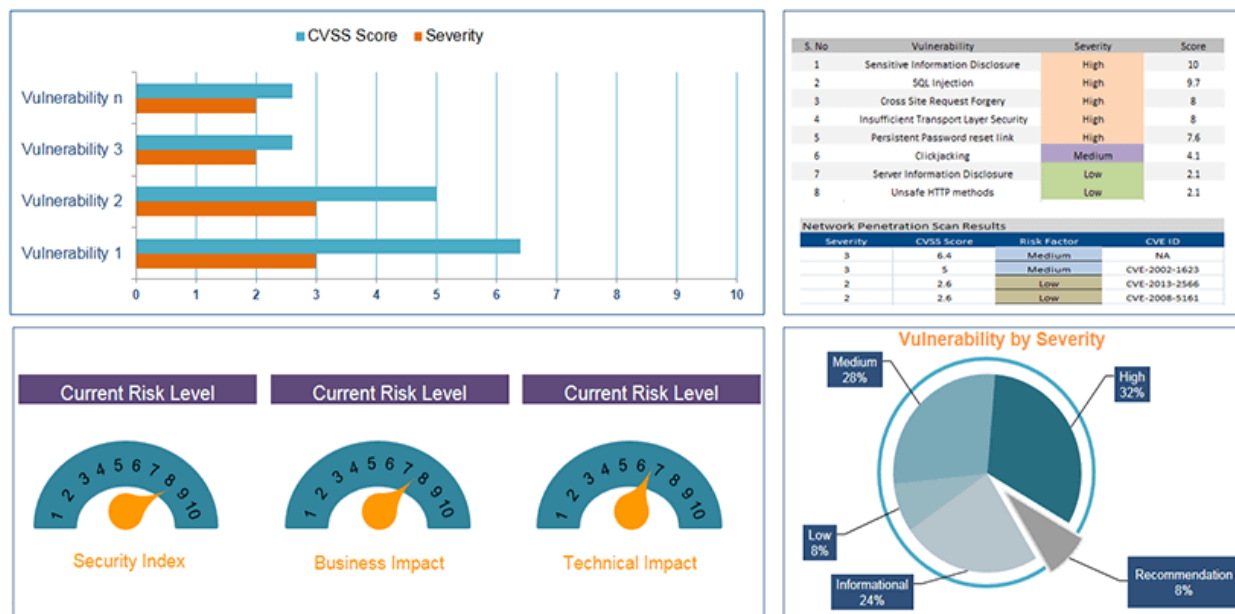 CVSS Score Severity
Vulnerability n
Vulnerability 3
Vulnerability 2
Vulnerability 1
0 1 2 3 4 5 6 7 8 9 10
S. No Vulnerability Severity Score
1 Sensitive Information Disclosure High 10
2 SQL Injection High 9.7
3 Cross Site Request Forgery High 8
4 Insufficient Transport Layer Security High 8
5 Persistent Password reset link High 7.6
6 Clickjacking Medium 4.1
7 Server Information Disclosure Low 2.1
8 Unsafe HTTP methods Low 2.1
Network Penetration Scan Results
Severity CVSS Score Risk Factor CVE ID
3 6.4 Medium NA
3 5 Medium CVE-2002-1623
2 2.6 Low CVE-2013-2566
2 2.6 Low CVE-2008-5161
Current Risk Level
1 2 3 4 5 6 7 8 9 10
Security Index
Current Risk Level
1 2 3 4 5 6 7 8 9 10
Business Impact
Current Risk Level
1 2 3 4 5 6 7 8 9 10
Technical Impact
Vulnerability by Severity
Medium
28%
High
32%
Low
8%
Informational
24%
Recommendation
8%